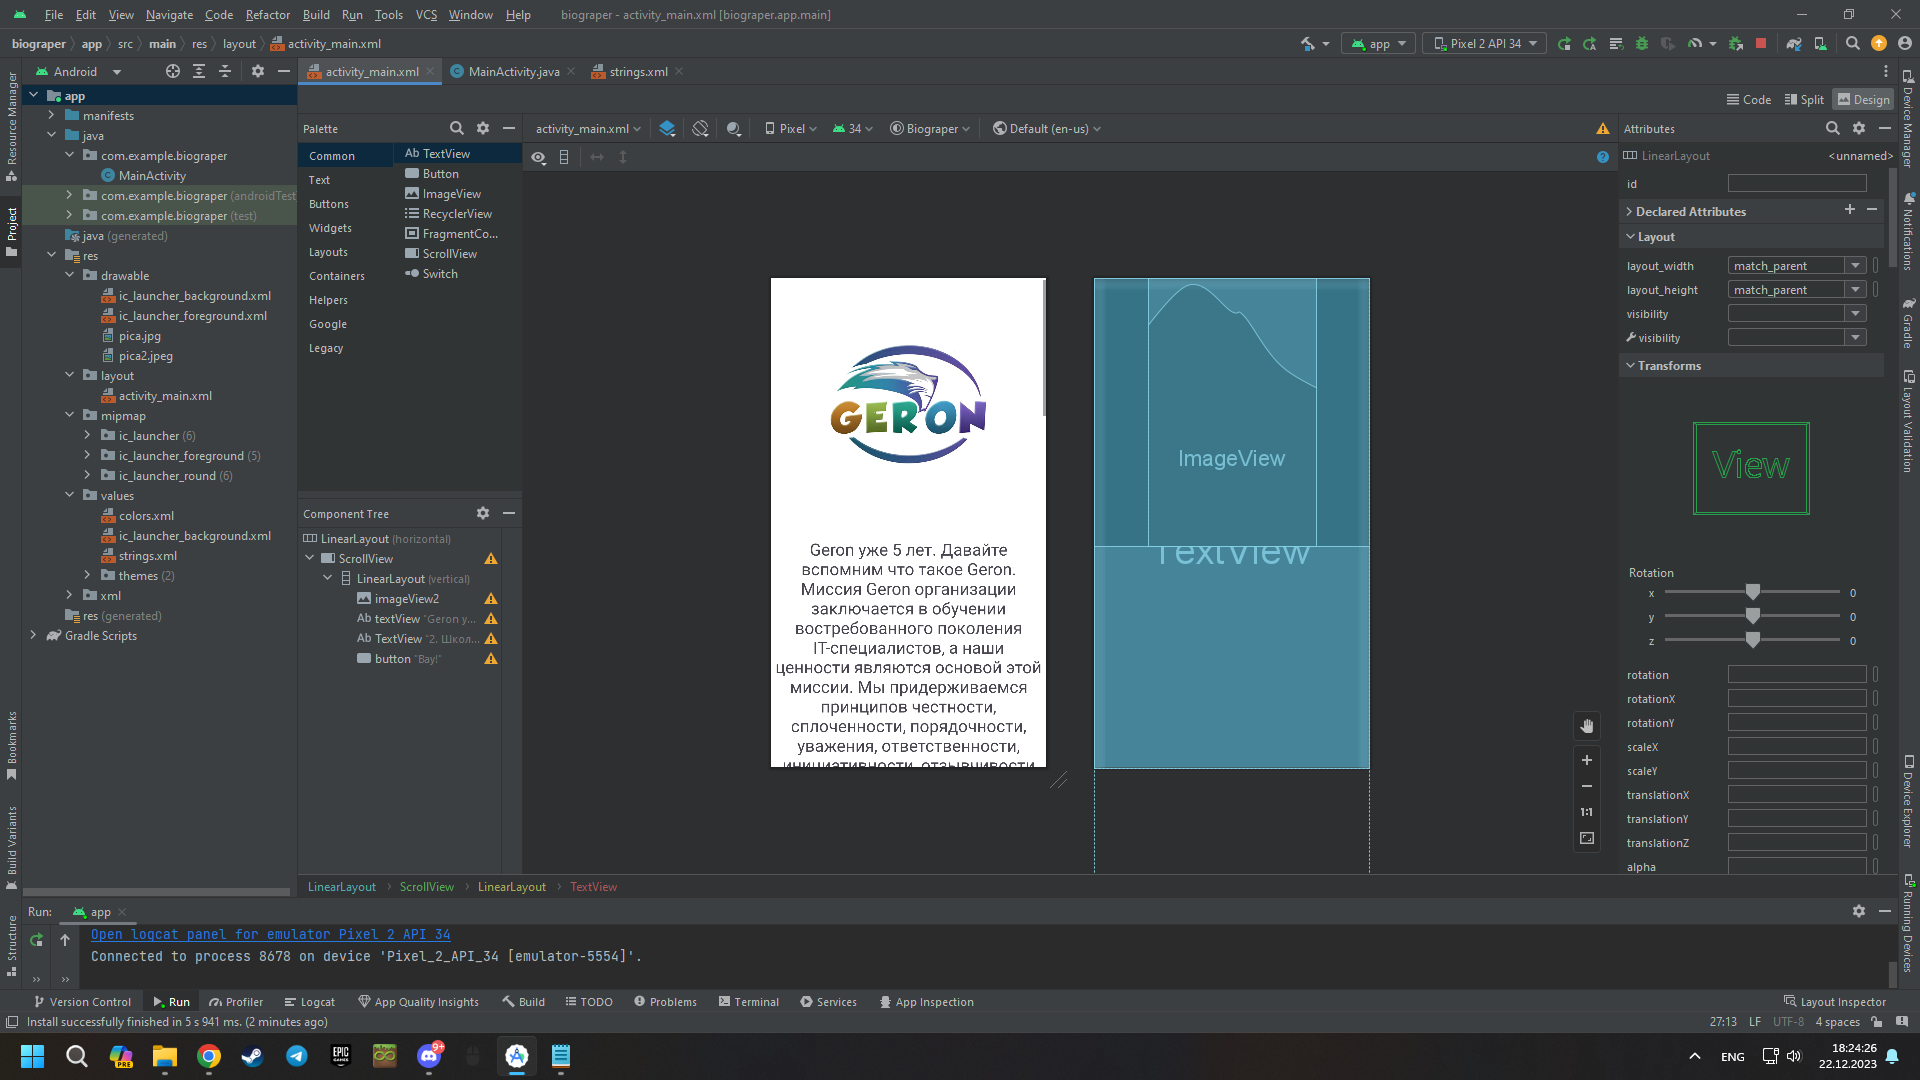 File Edit View Navigate Code Refactor Build Run Tools VCS Window Help biograper - activity_main.xml [biograper.app.main]
biograper app src main res layout activity_main.xml app Pixel 2 API 34
Android activity_main.xml MainActivity.java strings.xml
Code Split Design
Resource Manager
Project
Bookmarks
Build Variants
Structure
app
manifests
java
com.example.biograper
MainActivity
com.example.biograper (androidTest
com.example.biograper (test)
java (generated)
res
drawable
ic_launcher_background.xml
ic_launcher_foreground.xml
pica.jpg
pica2.jpeg
layout
activity_main.xml
mipmap
ic_launcher (6)
ic_launcher_foreground (5)
ic_launcher_round (6)
values
colors.xml
ic_launcher_background.xml
strings.xml
themes (2)
xml
res (generated)
Gradle Scripts
Palette
Common
Text
Buttons
Widgets
Layouts
Containers
Helpers
Google
Legacy
Ab TextView
Button
ImageView
RecyclerView
FragmentCo...
ScrollView
Switch
Component Tree
LinearLayout (horizontal)
ScrollView
LinearLayout (vertical)
imageView2
Ab textView "Geron y...
Ab TextView "2. Школ...
button "Вау!"
activity_main.xml Pixel 34 Biograper Default (en-us)
GERON
Geron уже 5 лет. Давайте
вспомним что такое Geron.
Миссия Geron организации
заключается в обучении
востребованного поколения
IT-специалистов, а наши
ценности являются основой этой
миссии. Мы придерживаемся
принципов честности,
сплоченности, порядочности,
уважения, ответственности,
инициативности, отзывчивости
ImageView
TextView
1:1
LinearLayout ScrollView LinearLayout TextView
Attributes
LinearLayout <unnamed>
id
Declared Attributes
Layout
layout_width match_parent
layout_height match_parent
visibility
visibility
Transforms
View
Rotation
x 0
y 0
z 0
rotation
rotationX
rotationY
scaleX
scaleY
translationX
translationY
translationZ
alpha
Device Manager
Notifications
Gradle
Layout Validation
Device Explorer
Running Devices
Run: app
Open logcat panel for emulator Pixel 2 API 34
Connected to process 8678 on device 'Pixel_2_API_34 [emulator-5554]'.
Version Control Run Profiler Logcat App Quality Insights Build TODO Problems Terminal Services App Inspection Layout Inspector
Install successfully finished in 5 s 941 ms. (2 minutes ago) 27:13 LF UTF-8 4 spaces
PRE EPIC GAMES 9+ ENG 18:24:26
22.12.2023